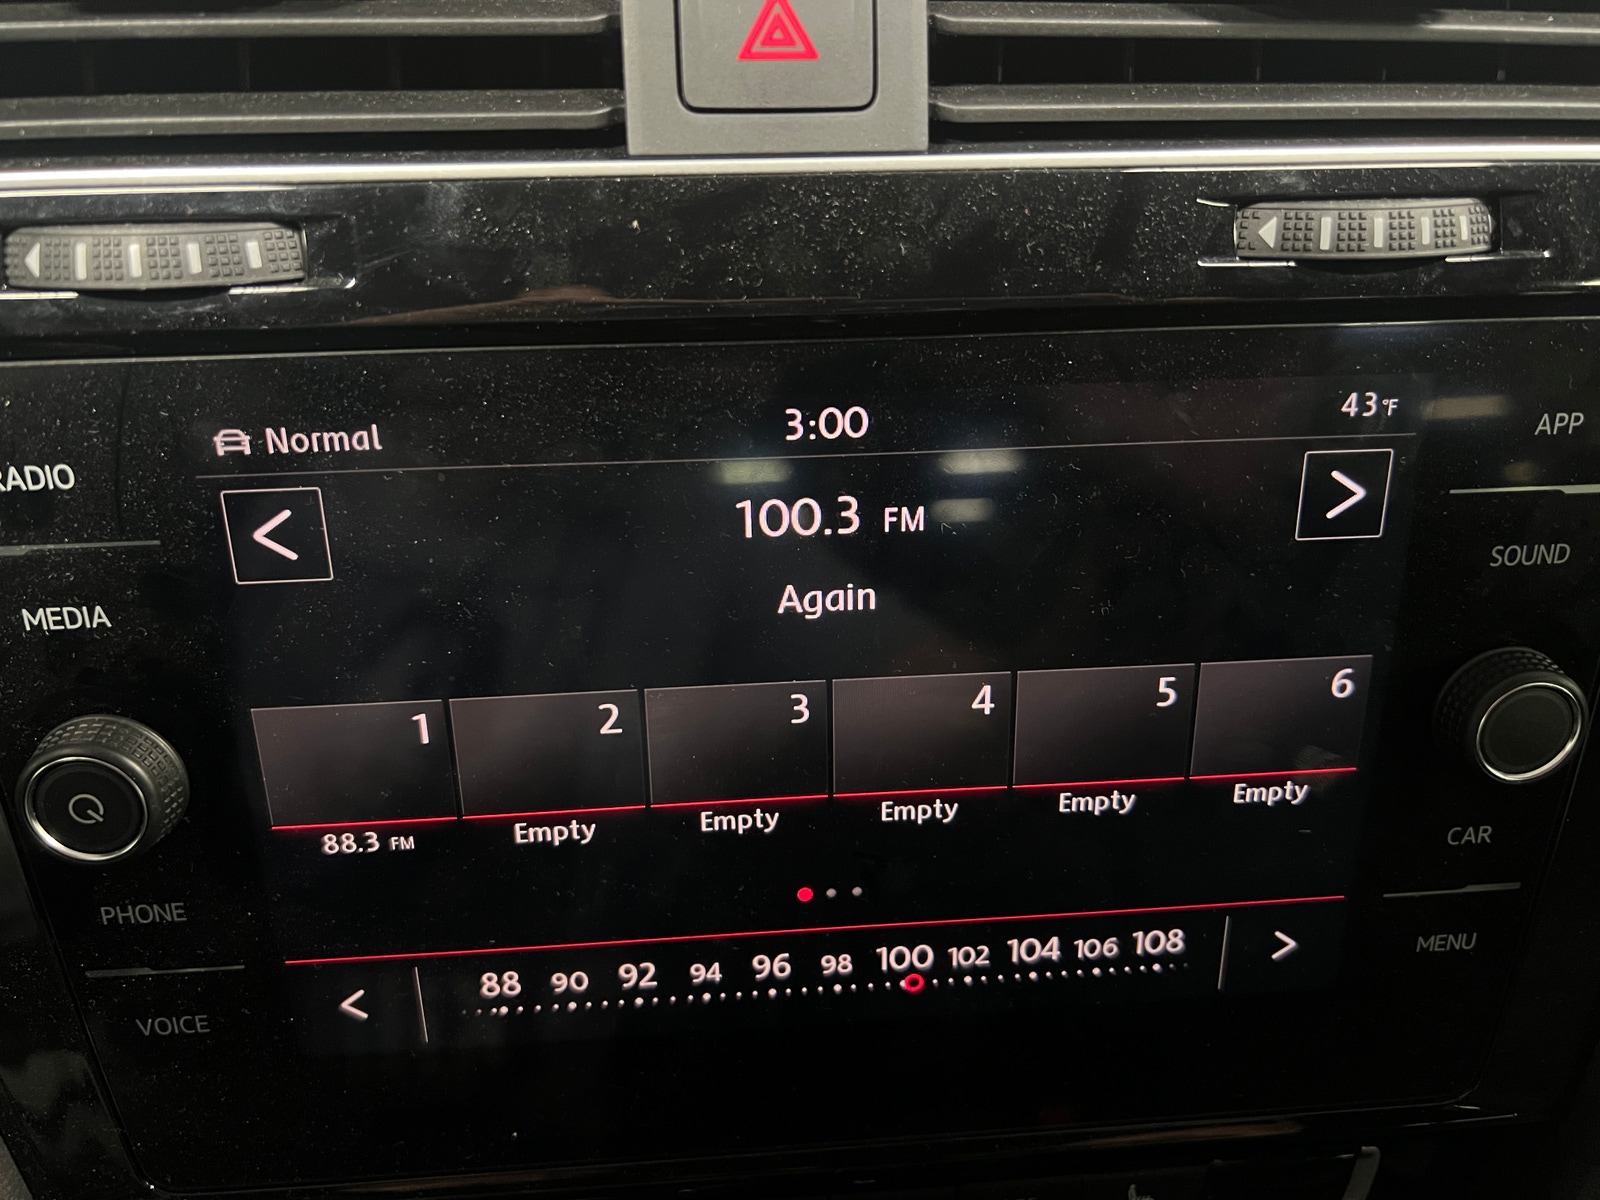 Normal
3:00
43°F
RADIO
MEDIA
PHONE
VOICE
APP
SOUND
CAR
MENU
<
100.3 FM
>
Again
1
2
3
4
5
6
88.3 FM
Empty
Empty
Empty
Empty
Empty
< 88 90 92 94 96 98 100 102 104 106 108 >